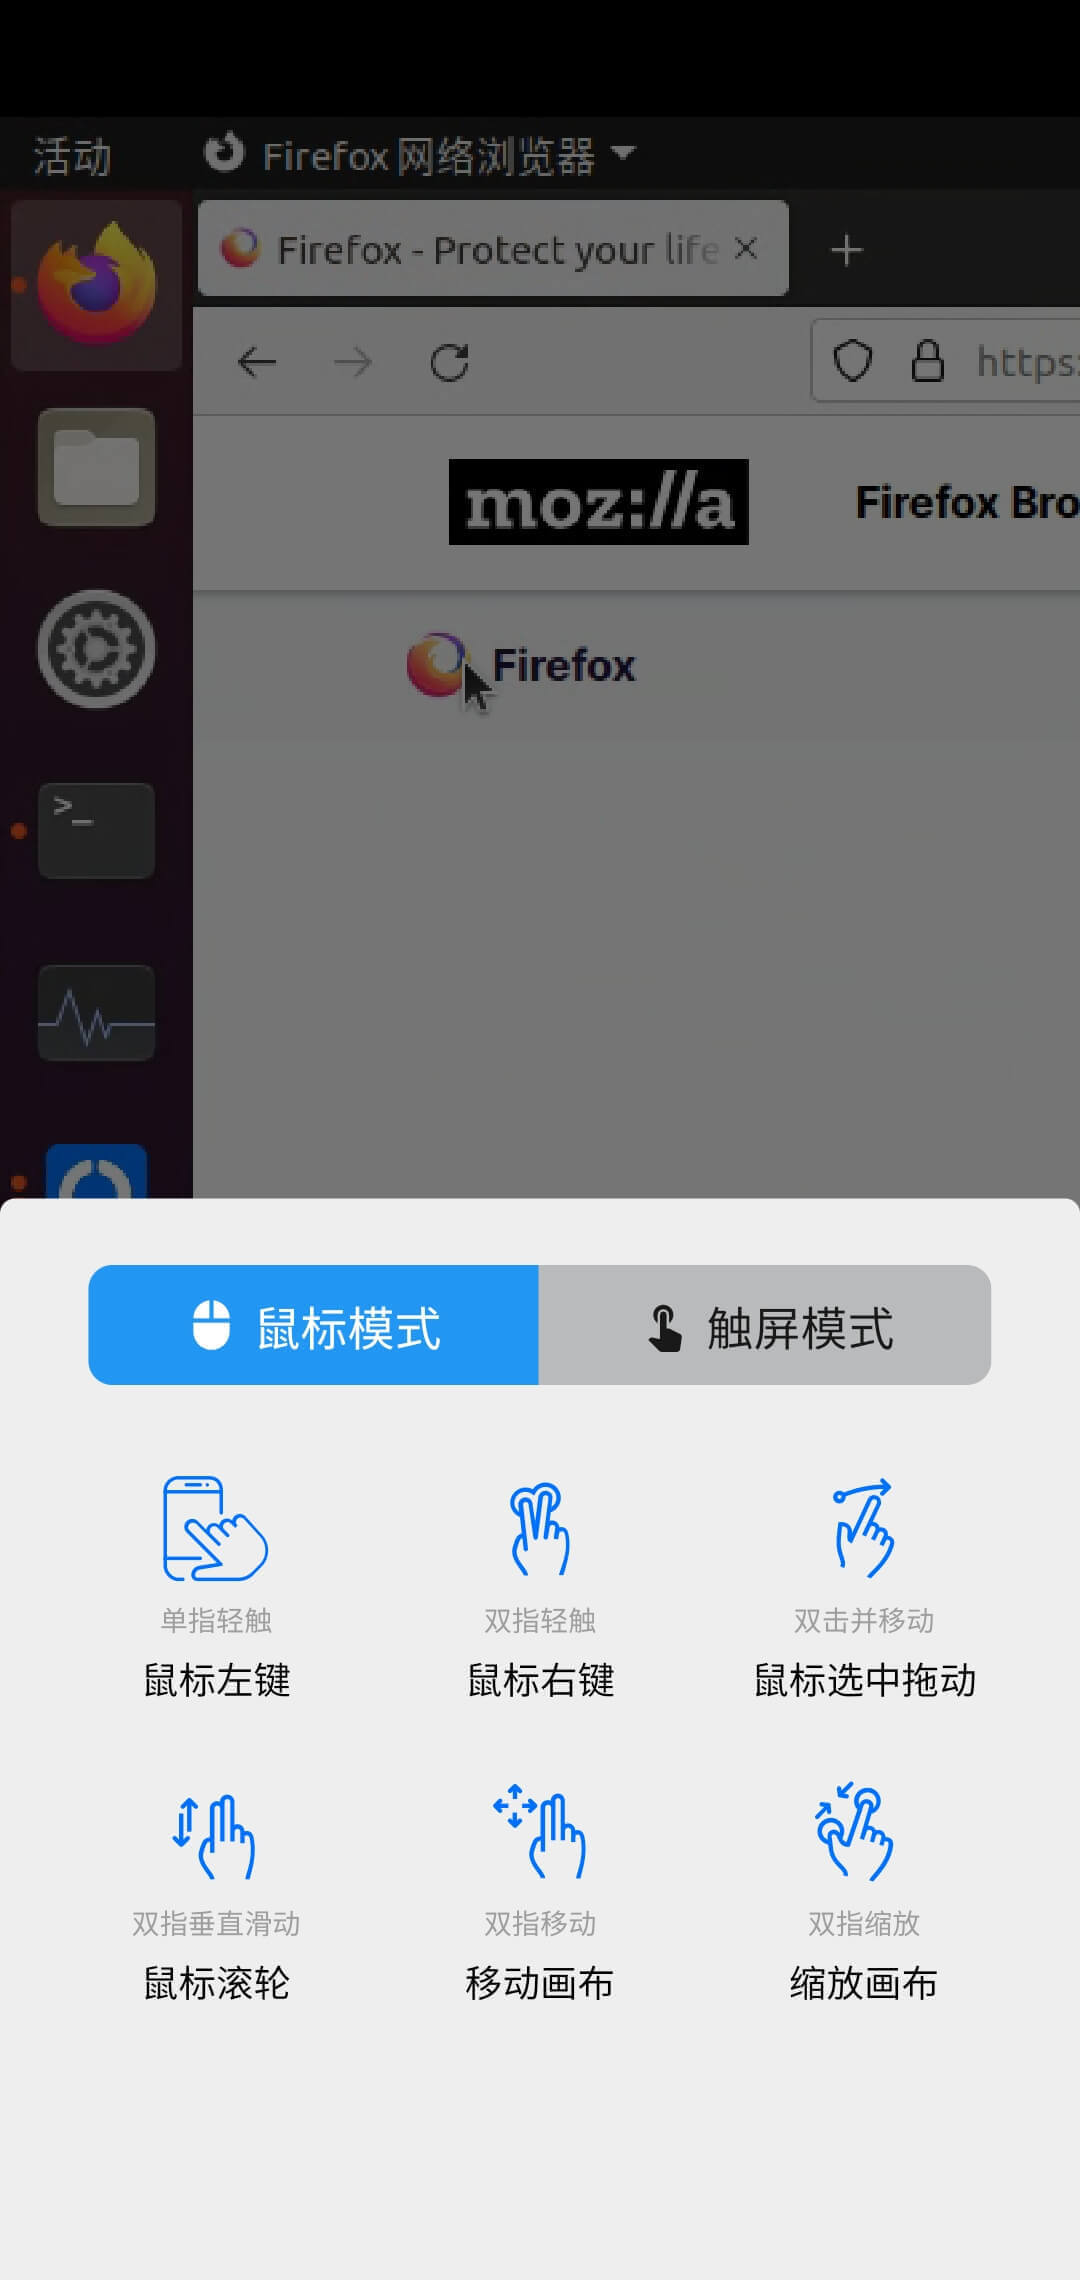 活动
Firefox 网络浏览器
Firefox - Protect your life
https:
moz://a
Firefox Bro
Firefox
>_
鼠标模式
触屏模式
单指轻触
双指轻触
双击并移动
鼠标左键
鼠标右键
鼠标选中拖动
双指垂直滑动
双指移动
双指缩放
鼠标滚轮
移动画布
缩放画布